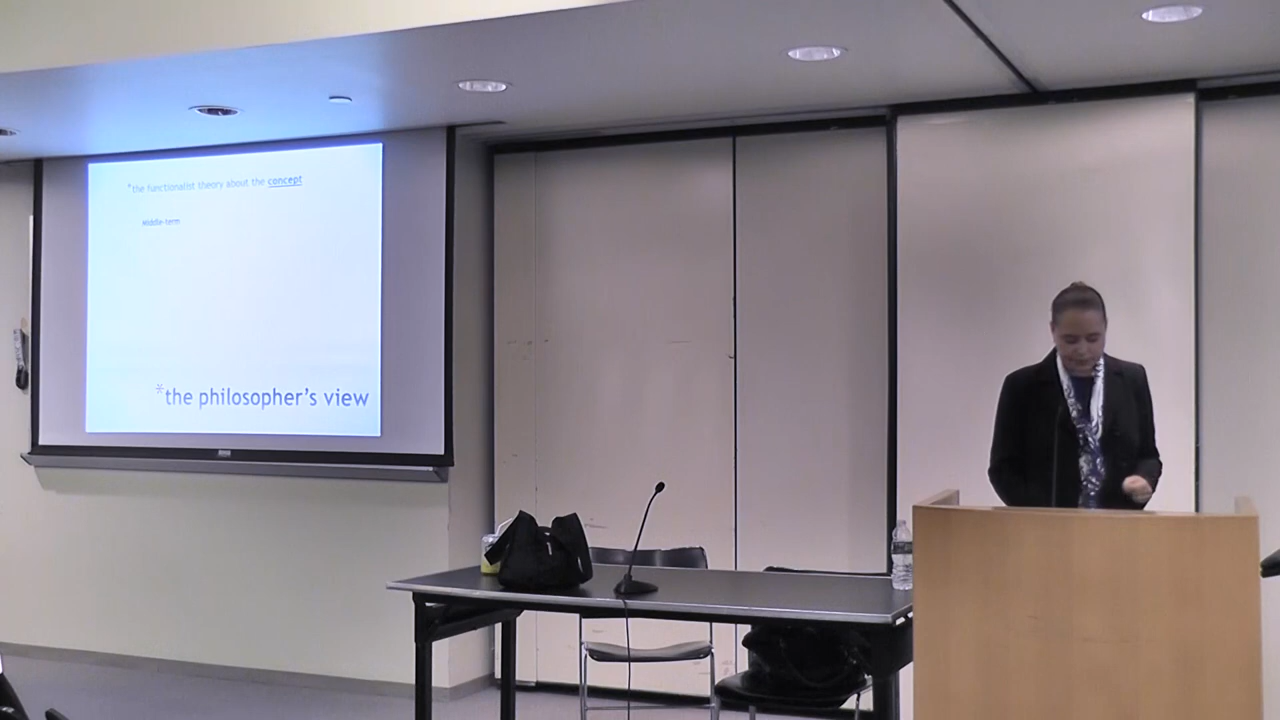 *the functionalist theory about the concept
Middle-term
*the philosopher's view